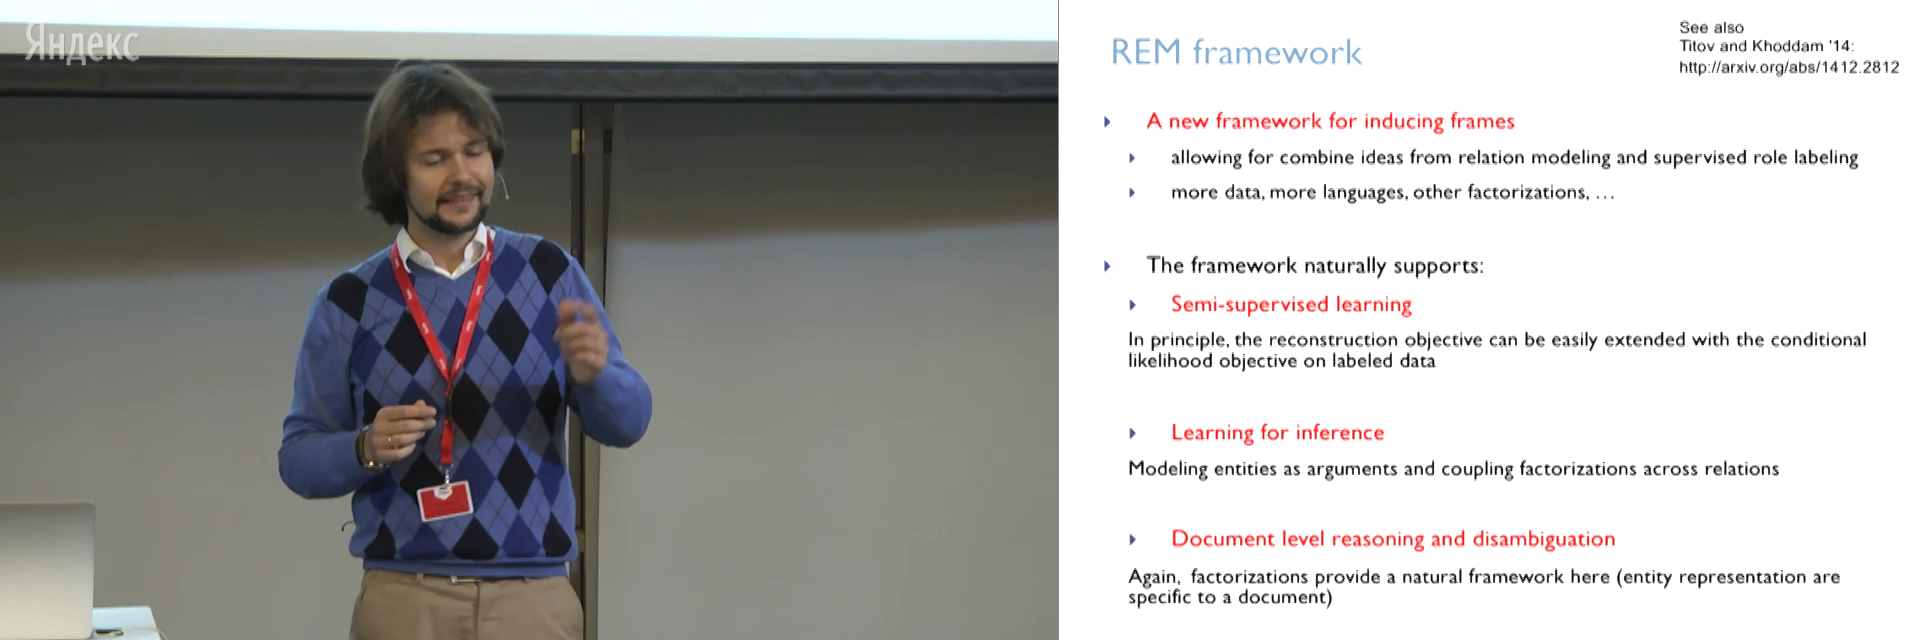 Яндекс
REM framework
See also
Titov and Khoddam '14:
http://arxiv.org/abs/1412.2812
A new framework for inducing frames
allowing for combine ideas from relation modeling and supervised role labeling
more data, more languages, other factorizations, …
The framework naturally supports:
Semi-supervised learning
In principle, the reconstruction objective can be easily extended with the conditional
likelihood objective on labeled data
Learning for inference
Modeling entities as arguments and coupling factorizations across relations
Document level reasoning and disambiguation
Again, factorizations provide a natural framework here (entity representation are
specific to a document)